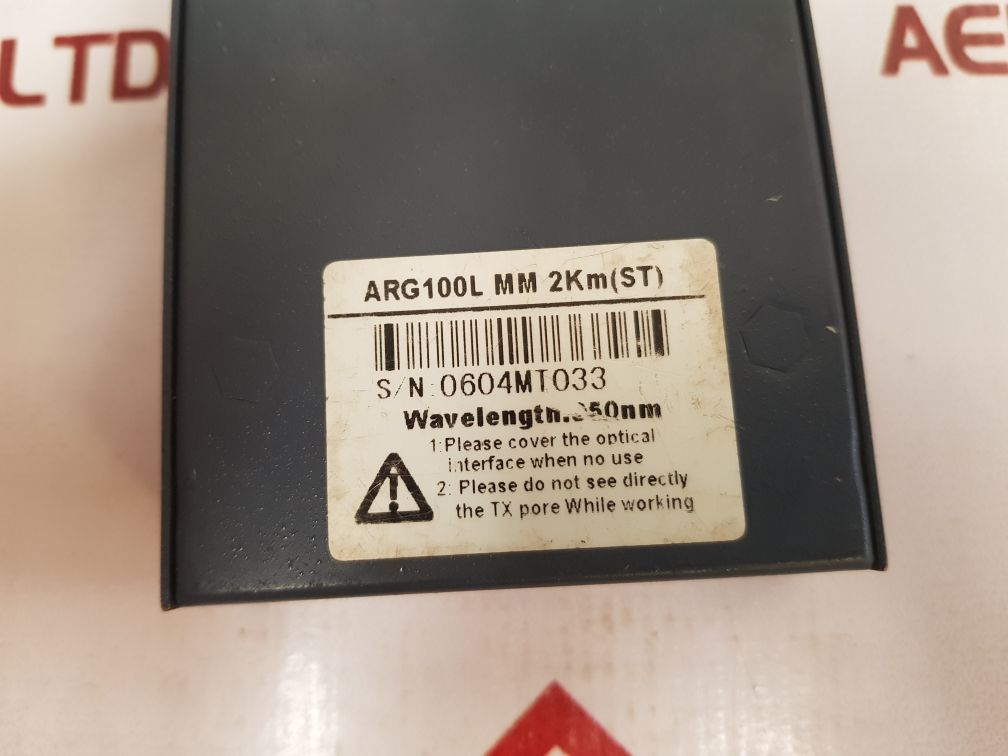 LTD
AE
ARG100L MM 2Km(ST)
S/N:0604MT033
Wavelength:
1:Please cover the optical
interface when no use
2: Please do not see directly
the TX pore While working